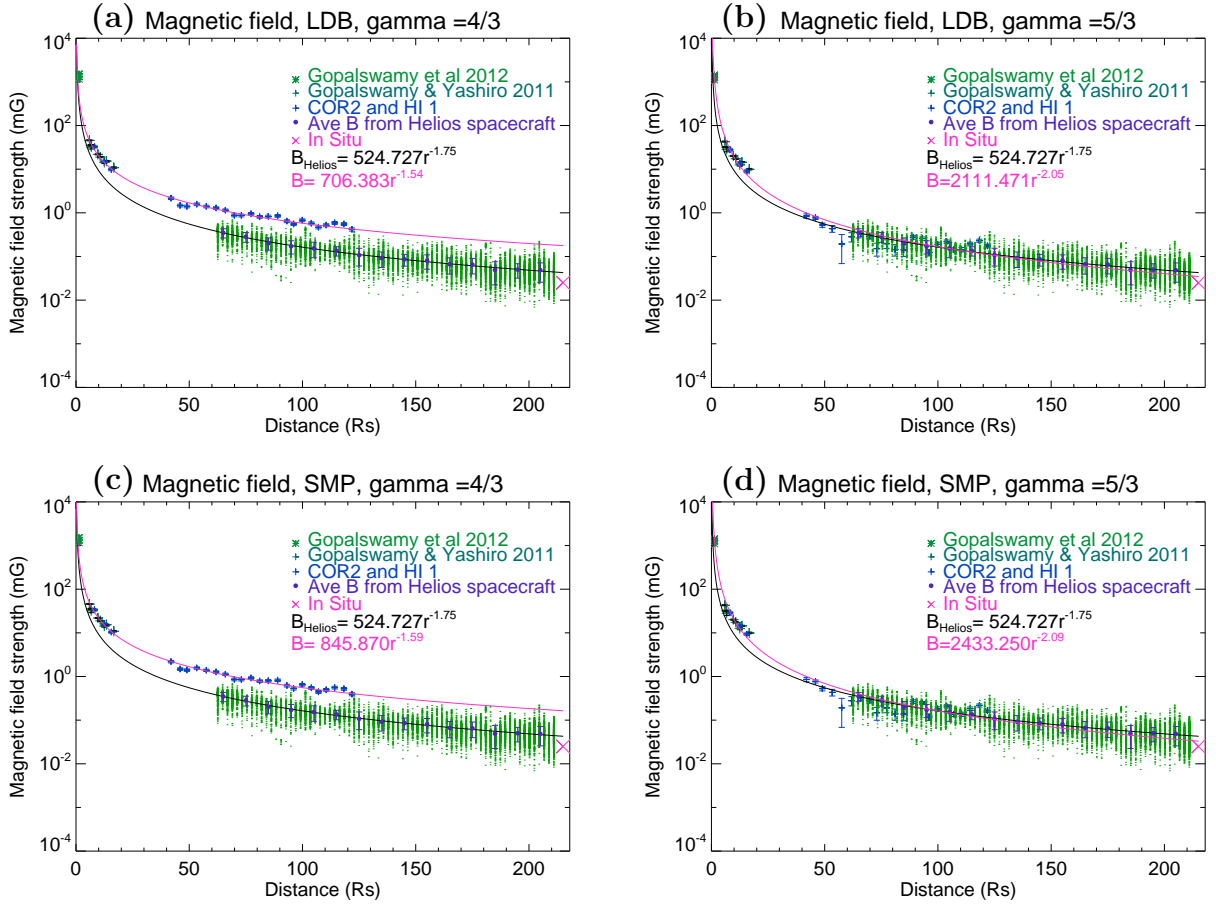 (a) Magnetic field, LDB, gamma =4/3
Magnetic field strength (mG)
10^4
10^2
10^0
10^-2
10^-4
Gopalswamy et al 2012
Gopalswamy & Yashiro 2011
COR2 and HI 1
Ave B from Helios spacecraft
In Situ
B_Helios= 524.727r^-1.75
B= 706.383r^-1.54
0 50 100 150 200
Distance (Rs)
(b) Magnetic field, LDB, gamma =5/3
Magnetic field strength (mG)
10^4
10^2
10^0
10^-2
10^-4
Gopalswamy et al 2012
Gopalswamy & Yashiro 2011
COR2 and HI 1
Ave B from Helios spacecraft
In Situ
B_Helios= 524.727r^-1.75
B=2111.471r^-2.05
0 50 100 150 200
Distance (Rs)
(c) Magnetic field, SMP, gamma =4/3
Magnetic field strength (mG)
10^4
10^2
10^0
10^-2
10^-4
Gopalswamy et al 2012
Gopalswamy & Yashiro 2011
COR2 and HI 1
Ave B from Helios spacecraft
In Situ
B_Helios= 524.727r^-1.75
B= 845.870r^-1.59
0 50 100 150 200
Distance (Rs)
(d) Magnetic field, SMP, gamma =5/3
Magnetic field strength (mG)
10^4
10^2
10^0
10^-2
10^-4
Gopalswamy et al 2012
Gopalswamy & Yashiro 2011
COR2 and HI 1
Ave B from Helios spacecraft
In Situ
B_Helios= 524.727r^-1.75
B=2433.250r^-2.09
0 50 100 150 200
Distance (Rs)